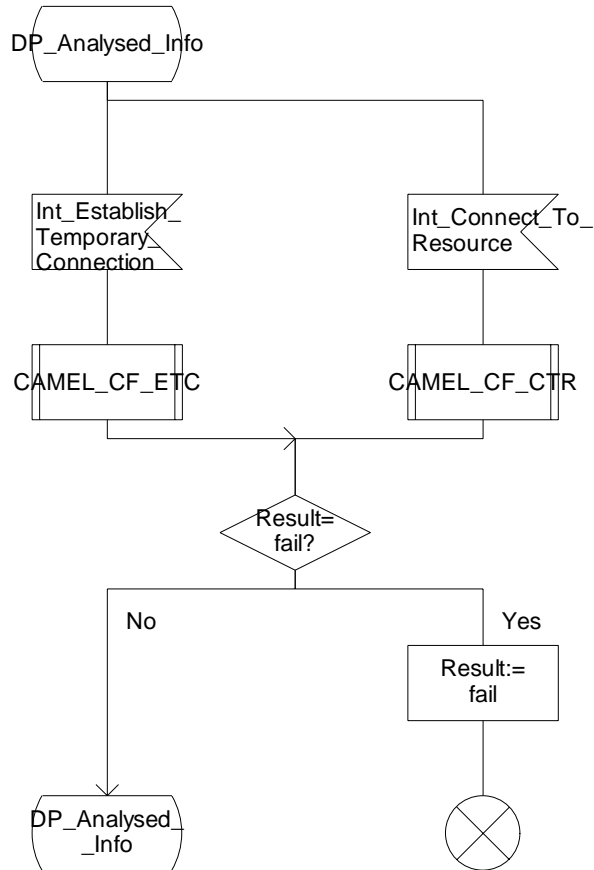 DP_Analysed_Info
Int_Establish_
Temporary_
Connection
Int_Connect_To_
Resource
CAMEL_CF_ETC
CAMEL_CF_CTR
Result=
fail?
No
Yes
Result:=
fail
DP_Analysed_
_Info